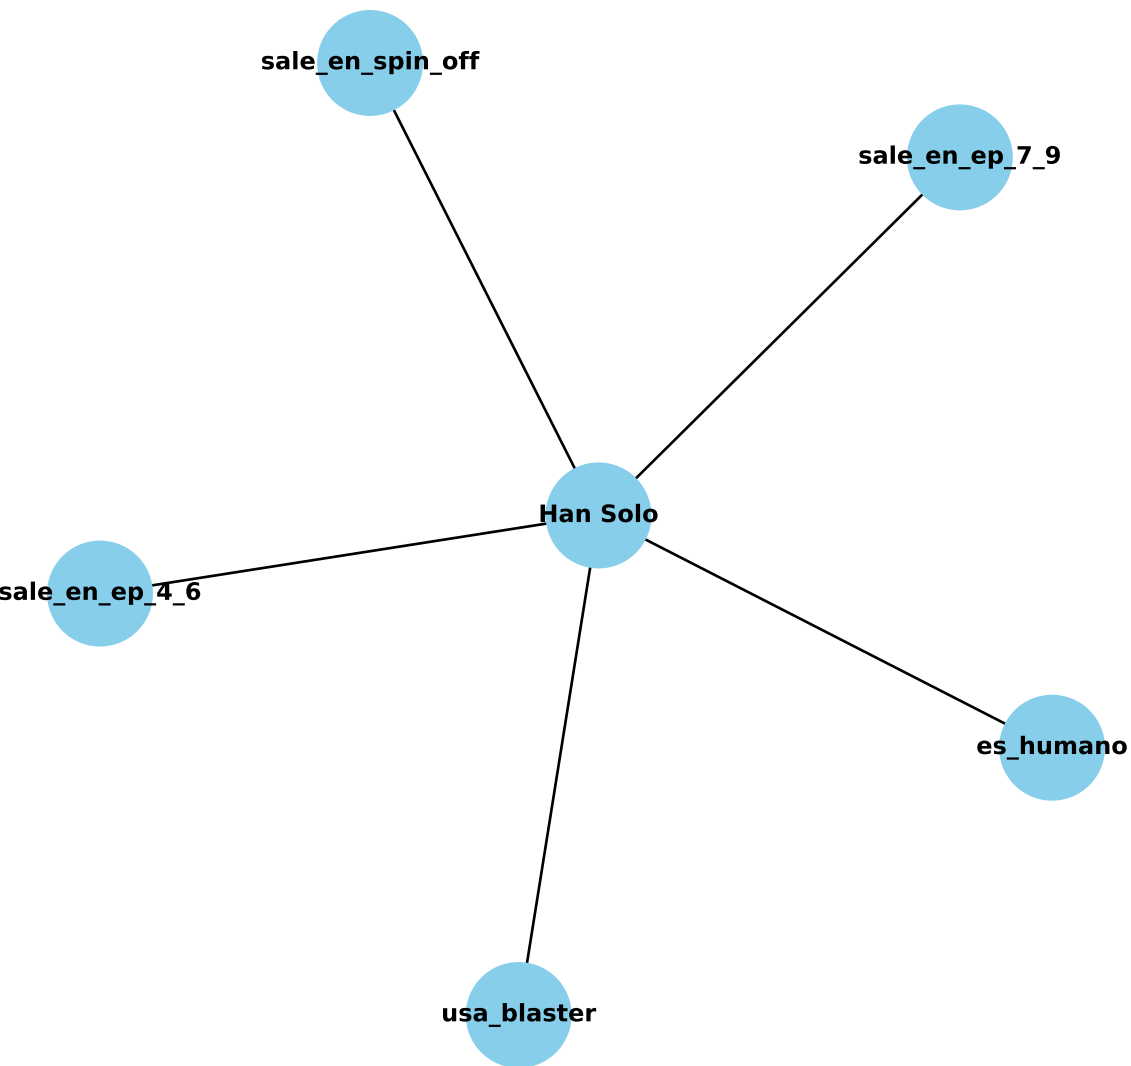 sale_en_spin_off
sale_en_ep_7_9
Han Solo
sale_en_ep_4_6
es_humano
usa_blaster